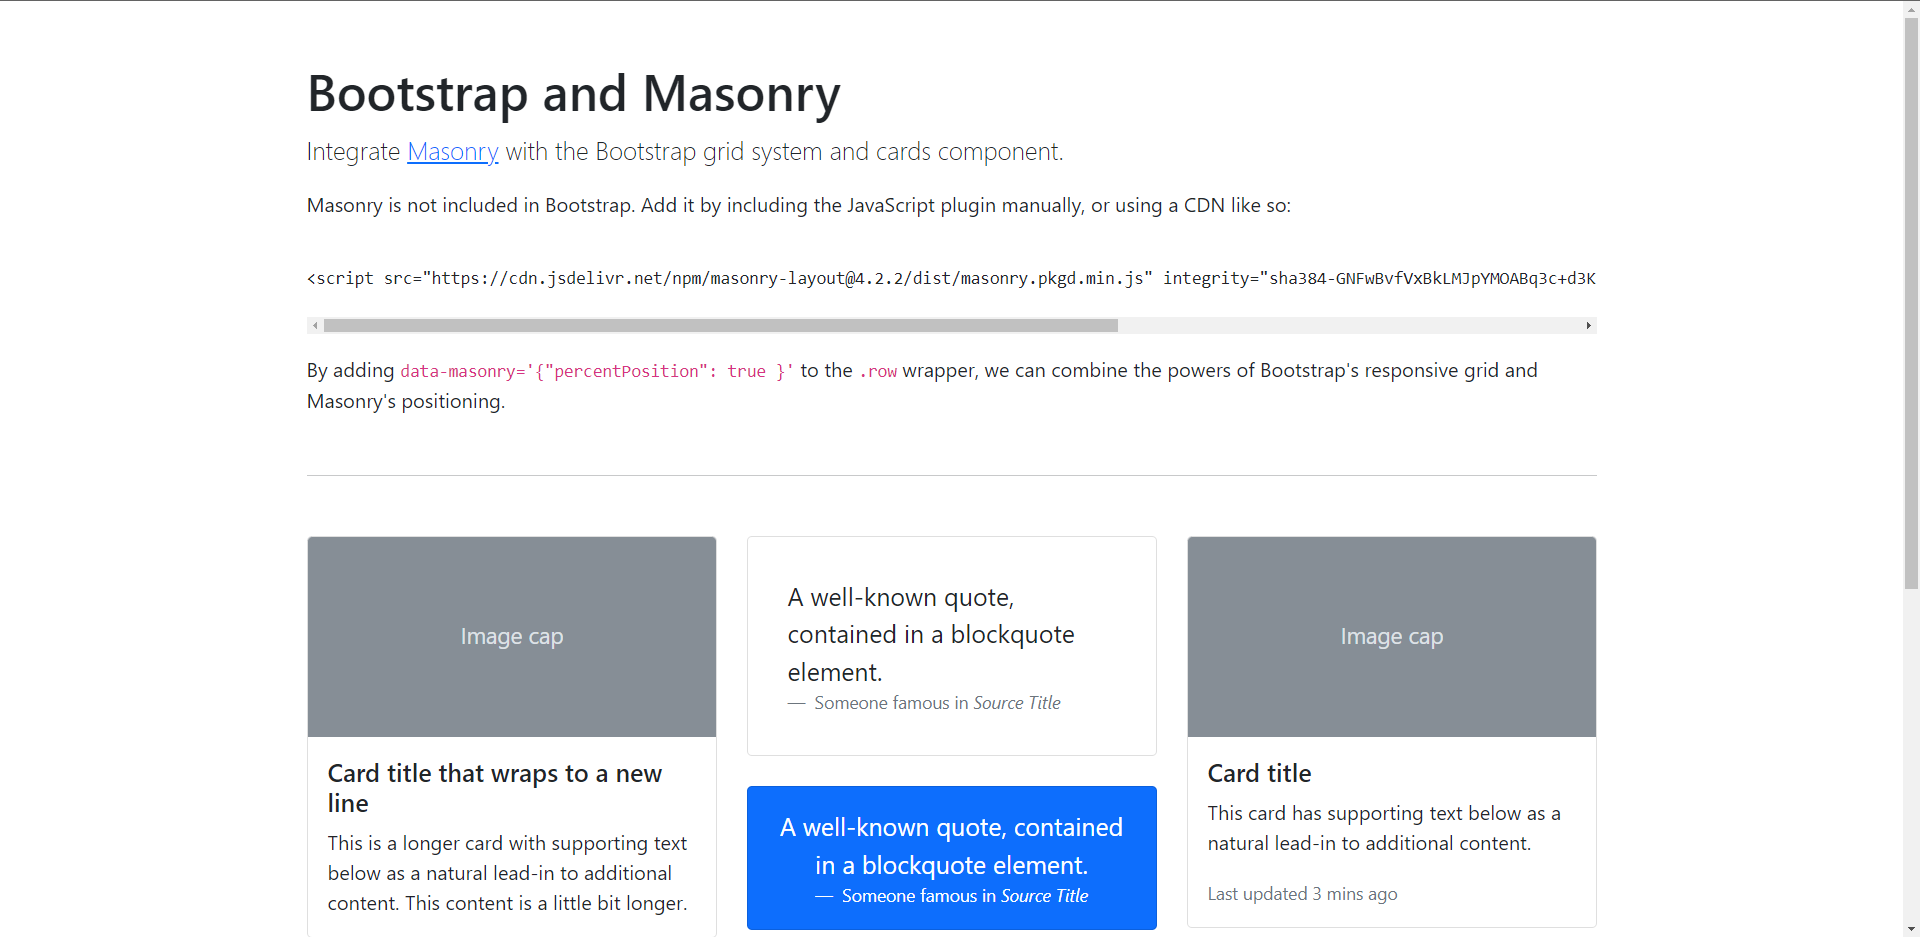 Bootstrap and Masonry
Integrate Masonry with the Bootstrap grid system and cards component.
Masonry is not included in Bootstrap. Add it by including the JavaScript plugin manually, or using a CDN like so:
<script src="https://cdn.jsdelivr.net/npm/masonry-layout@4.2.2/dist/masonry.pkgd.min.js" integrity="sha384-GNFwBvfVxBkLMJpYMOABq3c+d3K
By adding data-masonry='{"percentPosition": true }' to the .row wrapper, we can combine the powers of Bootstrap's responsive grid and
Masonry's positioning.
Image cap
Card title that wraps to a new
line
This is a longer card with supporting text
below as a natural lead-in to additional
content. This content is a little bit longer.
A well-known quote,
contained in a blockquote
element.
— Someone famous in Source Title
A well-known quote, contained
in a blockquote element.
— Someone famous in Source Title
Image cap
Card title
This card has supporting text below as a
natural lead-in to additional content.
Last updated 3 mins ago